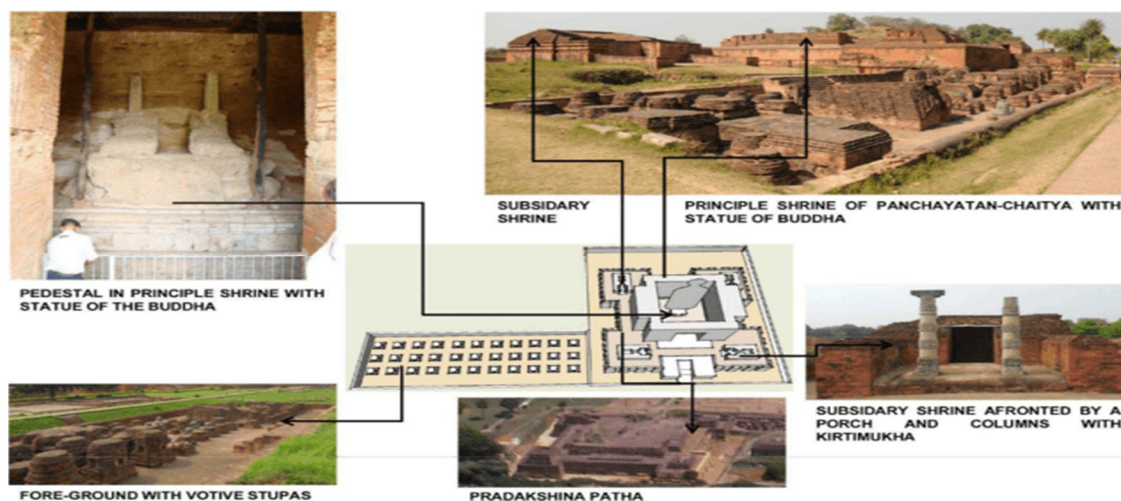 SUBSIDARY
SHRINE
PRINCIPLE SHRINE OF PANCHAYATAN-CHAITYA WITH
STATUE OF BUDDHA
PEDESTAL IN PRINCIPLE SHRINE WITH
STATUE OF THE BUDDHA
SUBSIDARY SHRINE AFRONTED BY A
PORCH AND COLUMNS WITH
KIRTIMUKHA
FORE-GROUND WITH VOTIVE STUPAS
PRADAKSHINA PATHA